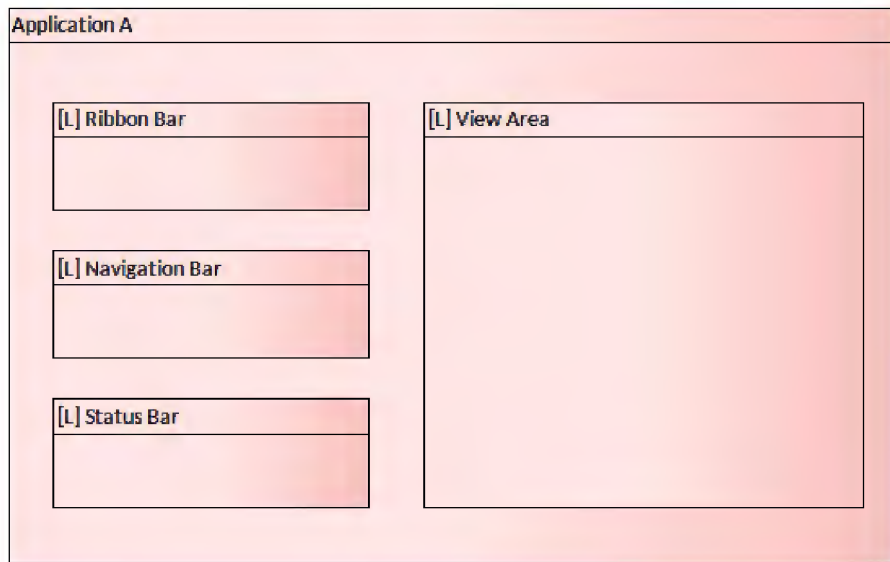 Application A
[L] Ribbon Bar
[L] View Area
[L] Navigation Bar
[L] Status Bar